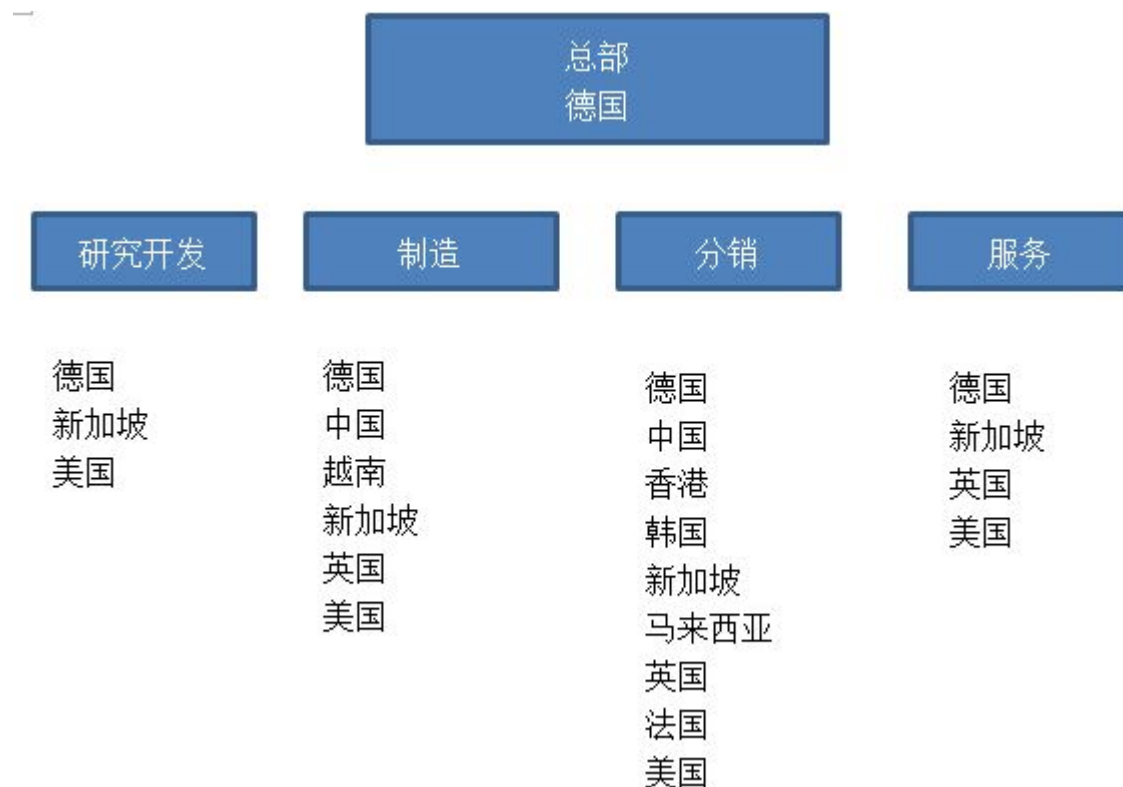 总部
德国
研究开发
制造
分销
服务
德国
新加坡
美国
德国
中国
越南
新加坡
英国
美国
德国
中国
香港
韩国
新加坡
马来西亚
英国
法国
美国
德国
新加坡
英国
美国